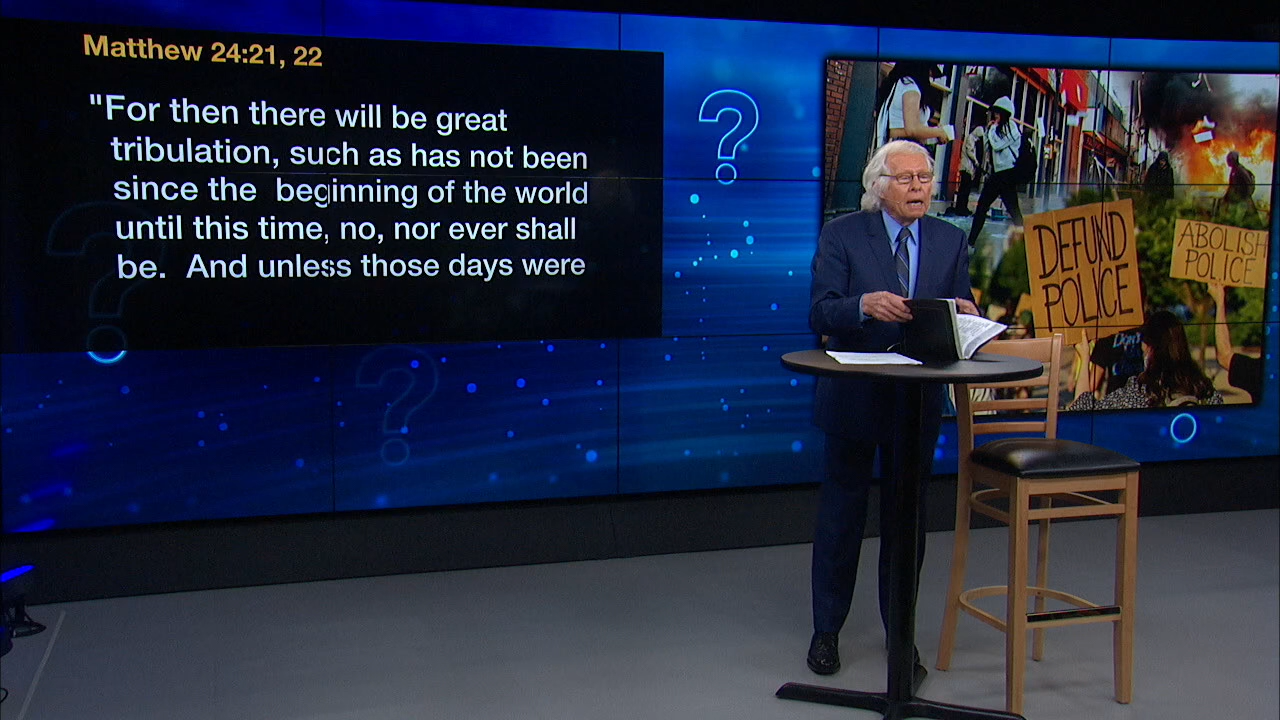 Matthew 24:21, 22
"For then there will be great
tribulation, such as has not been
since the beginning of the world
until this time, no, nor ever shall
be. And unless those days were
DEFUND
POLICE
ABOLISH
POLICE